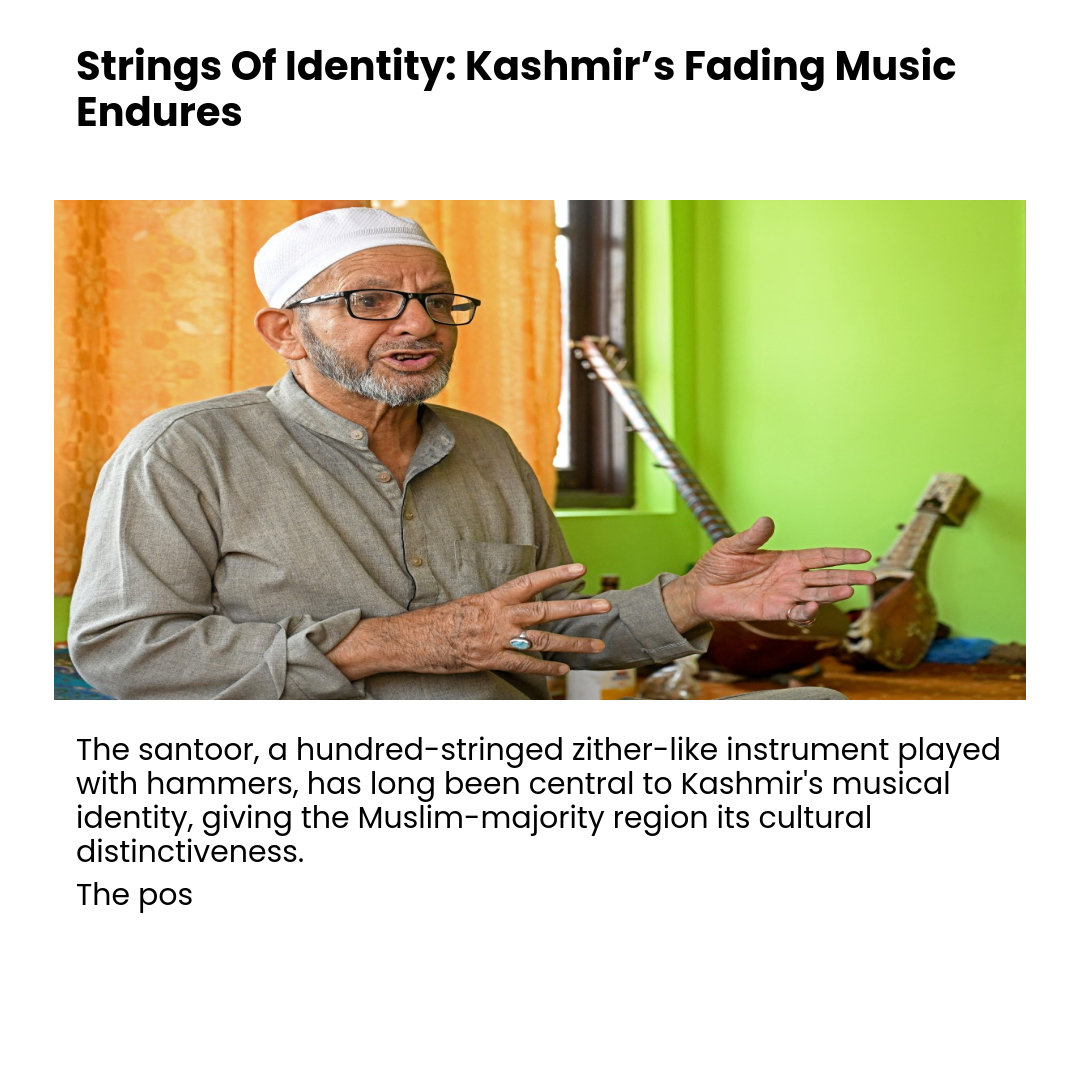 Strings Of Identity: Kashmir’s Fading Music
Endures
The santoor, a hundred-stringed zither-like instrument played
with hammers, has long been central to Kashmir's musical
identity, giving the Muslim-majority region its cultural
distinctiveness.
The pos